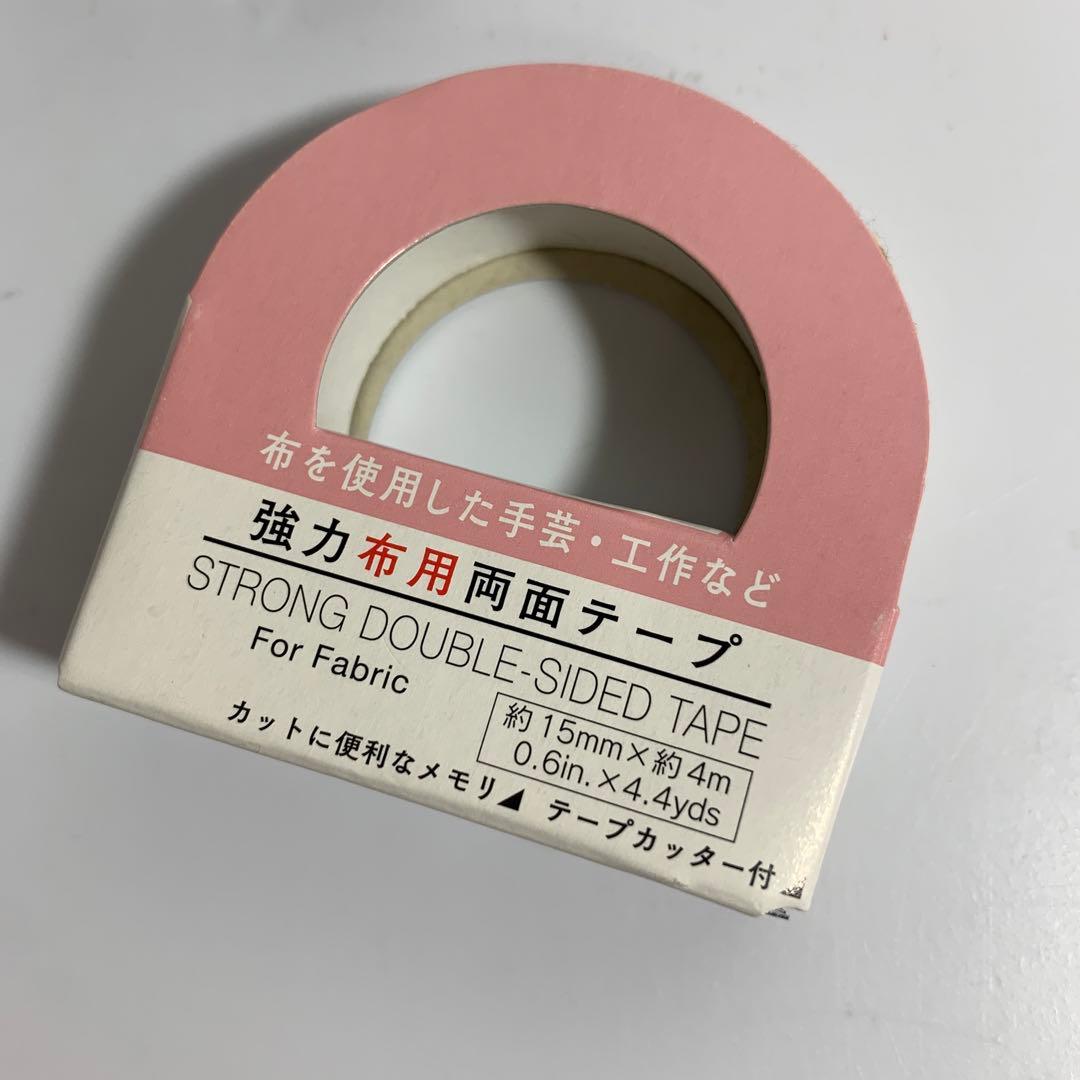 布を使用した手芸・工作など
強力布用両面テープ
STRONG DOUBLE-SIDED TAPE
For Fabric
約15mm×約4m
0.6in.×4.4yds
カットに便利なメモリ◢ テープカッター付